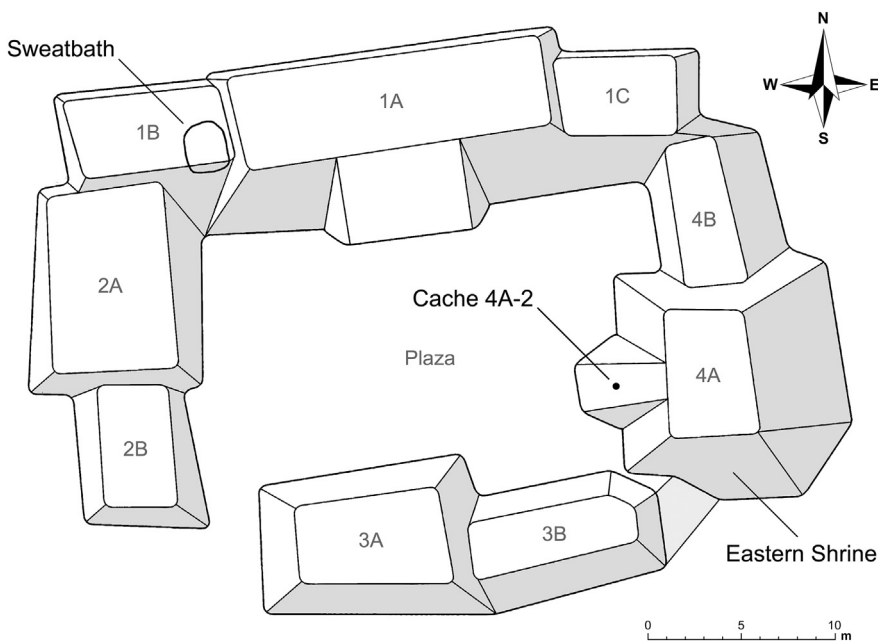 N
Sweatbath
1A
1C
W
E
1B
S
4B
2A
Cache 4A-2
Plaza
4A
2B
3A
3B
Eastern Shrine
0 5 10
m